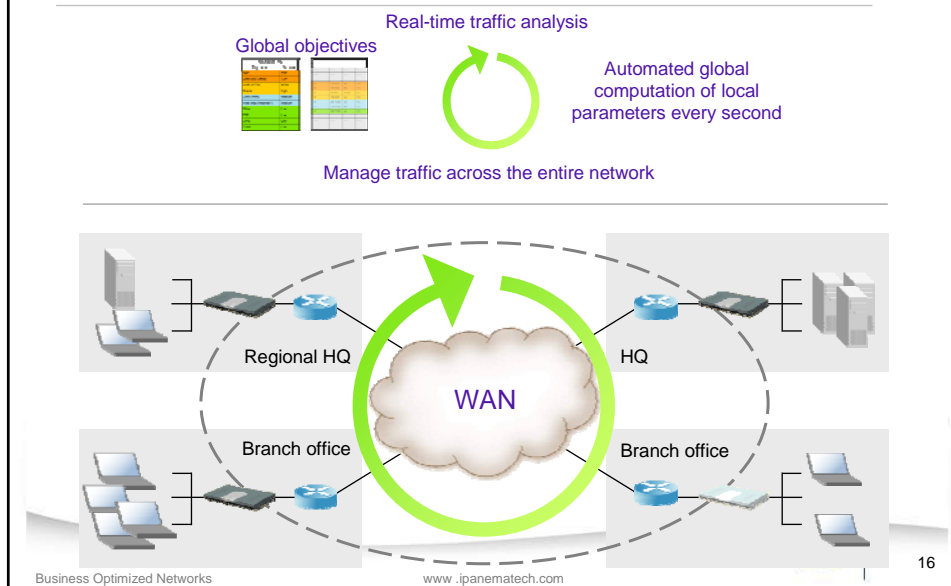 Real-time traffic analysis
Global objectives
Automated global
computation of local
parameters every second
Manage traffic across the entire network
Regional HQ
HQ
WAN
Branch office
Branch office
Business Optimized Networks
www .ipanematech.com
16